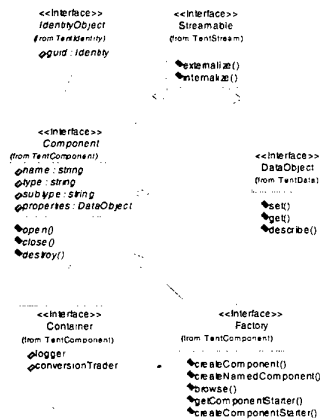 <<Interface>>
IdentityObject
(from TentIdentity)
guid : Identity
<<Interface>>
Streamable
(from TentStream)
externalize()
internalize()
<<Interface>>
Component
(from TentComponent)
name : string
type : string
subtype : string
properties : DataObject
open()
close()
destroy()
<<Interface>>
DataObject
(from TentData)
set()
get()
describe()
<<Interface>>
Container
(from TentComponent)
logger
conversionTrader
<<Interface>>
Factory
(from TentComponent)
createComponent()
createNamedComponent()
browse()
getComponentStarter()
createComponentStarter()